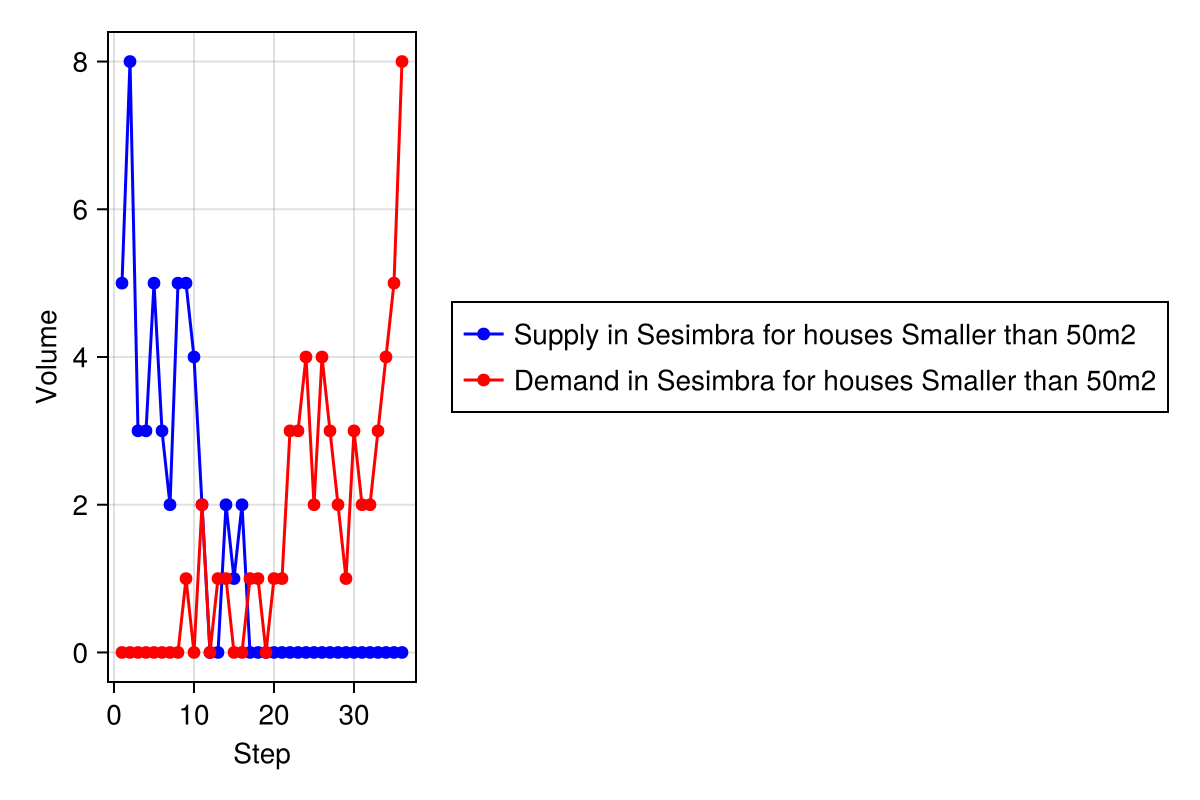 8
6
4
2
0
Volume
0 10 20 30
Step
Supply in Sesimbra for houses Smaller than 50m2
Demand in Sesimbra for houses Smaller than 50m2